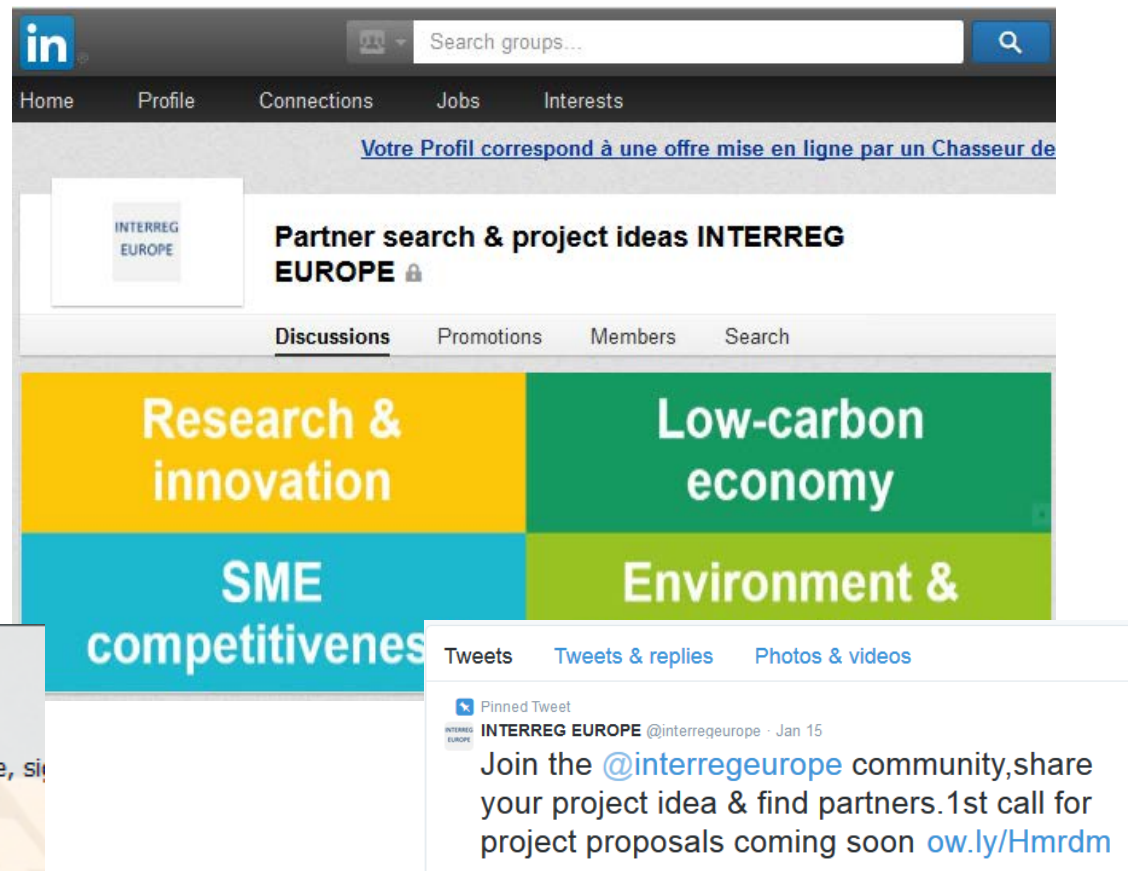 in
Search groups...
Home Profile Connections Jobs Interests
Votre Profil correspond à une offre mise en ligne par un Chasseur de
INTERREG
EUROPE
Partner search & project ideas INTERREG
EUROPE
Discussions Promotions Members Search
Research &
innovation
Low-carbon
economy
SME
Environment &
Tweets Tweets & replies Photos & videos
Pinned Tweet
INTERREG
EUROPE
INTERREG EUROPE @interregeurope · Jan 15
Join the @interregeurope community,share
your project idea & find partners.1st call for
project proposals coming soon ow.ly/Hmrdm